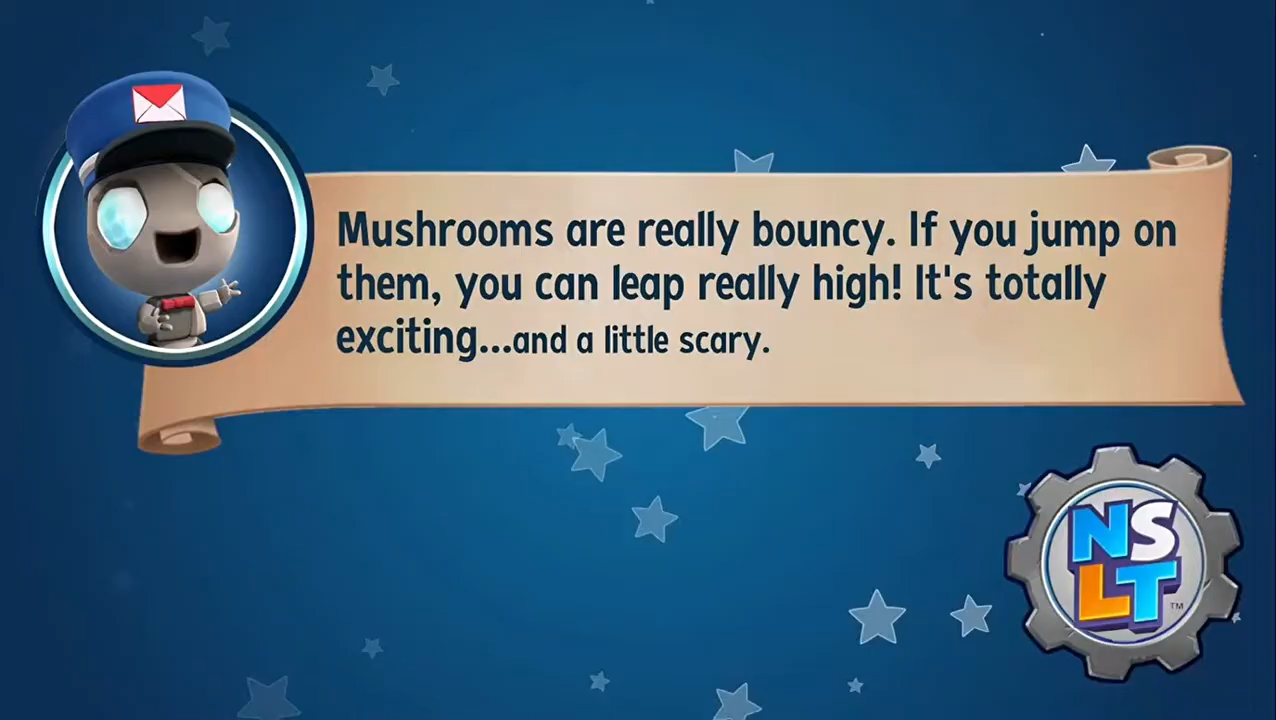 Mushrooms are really bouncy. If you jump on
them, you can leap really high! It's totally
exciting...and a little scary.
NS
LT
TM